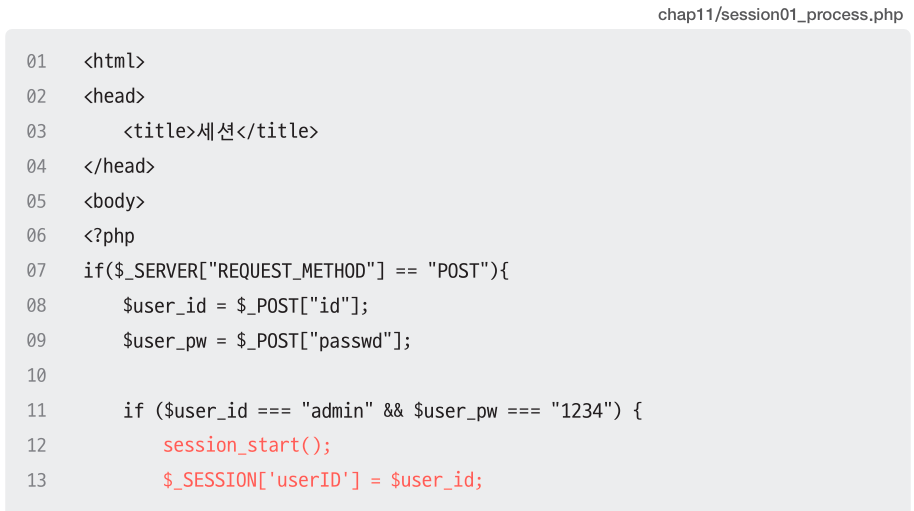 chap11/session01_process.php
01 <html>
02 <head>
03     <title>세션</title>
04 </head>
05 <body>
06 <?php
07 if($_SERVER["REQUEST_METHOD"] == "POST"){
08     $user_id = $_POST["id"];
09     $user_pw = $_POST["passwd"];
10
11     if ($user_id === "admin" && $user_pw === "1234") {
12         session_start();
13         $_SESSION['userID'] = $user_id;